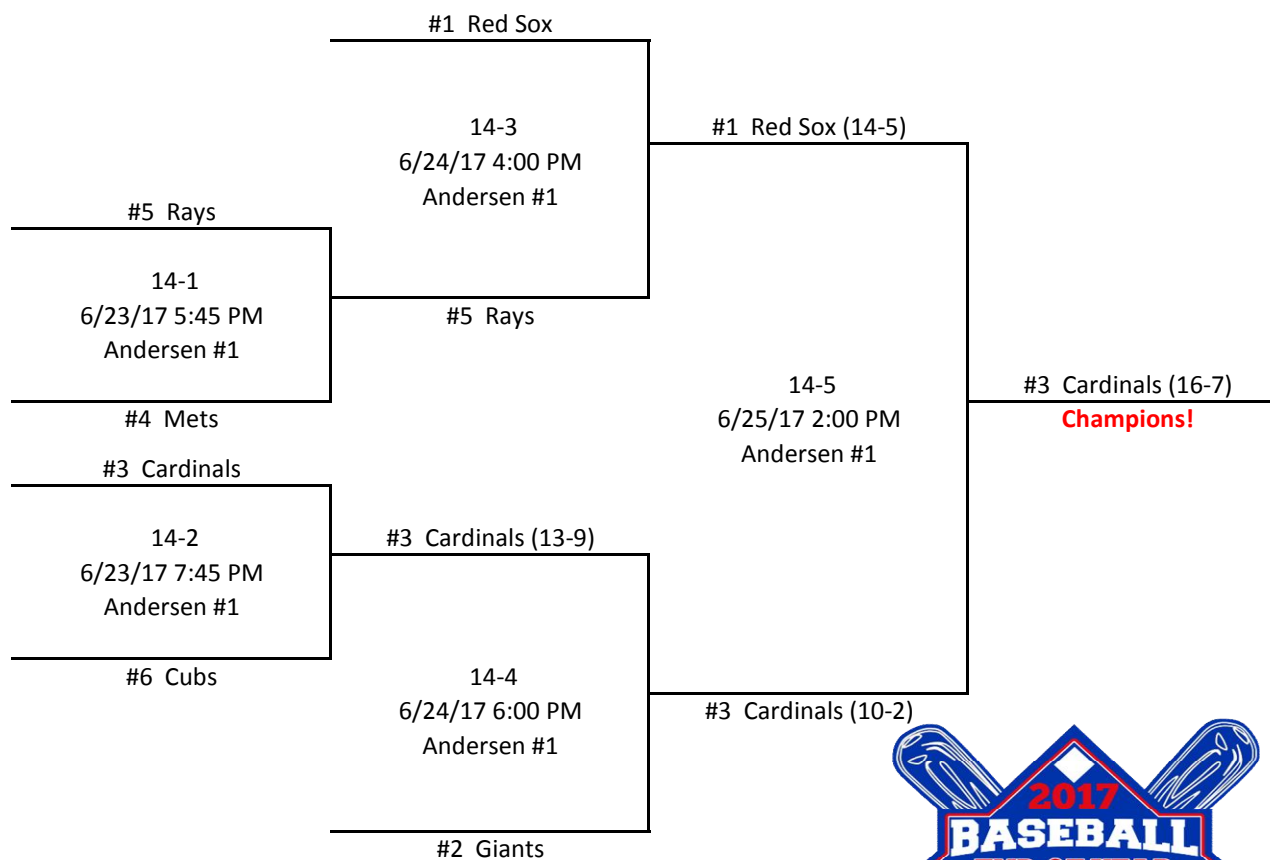 #1 Red Sox
14-3
6/24/17 4:00 PM
Andersen #1
#1 Red Sox (14-5)
#5 Rays
14-1
6/23/17 5:45 PM
Andersen #1
#5 Rays
#4 Mets
14-5
6/25/17 2:00 PM
Andersen #1
#3 Cardinals (16-7)
Champions!
#3 Cardinals
14-2
6/23/17 7:45 PM
Andersen #1
#3 Cardinals (13-9)
#6 Cubs
14-4
6/24/17 6:00 PM
Andersen #1
#3 Cardinals (10-2)
#2 Giants
2017
BASEBALL